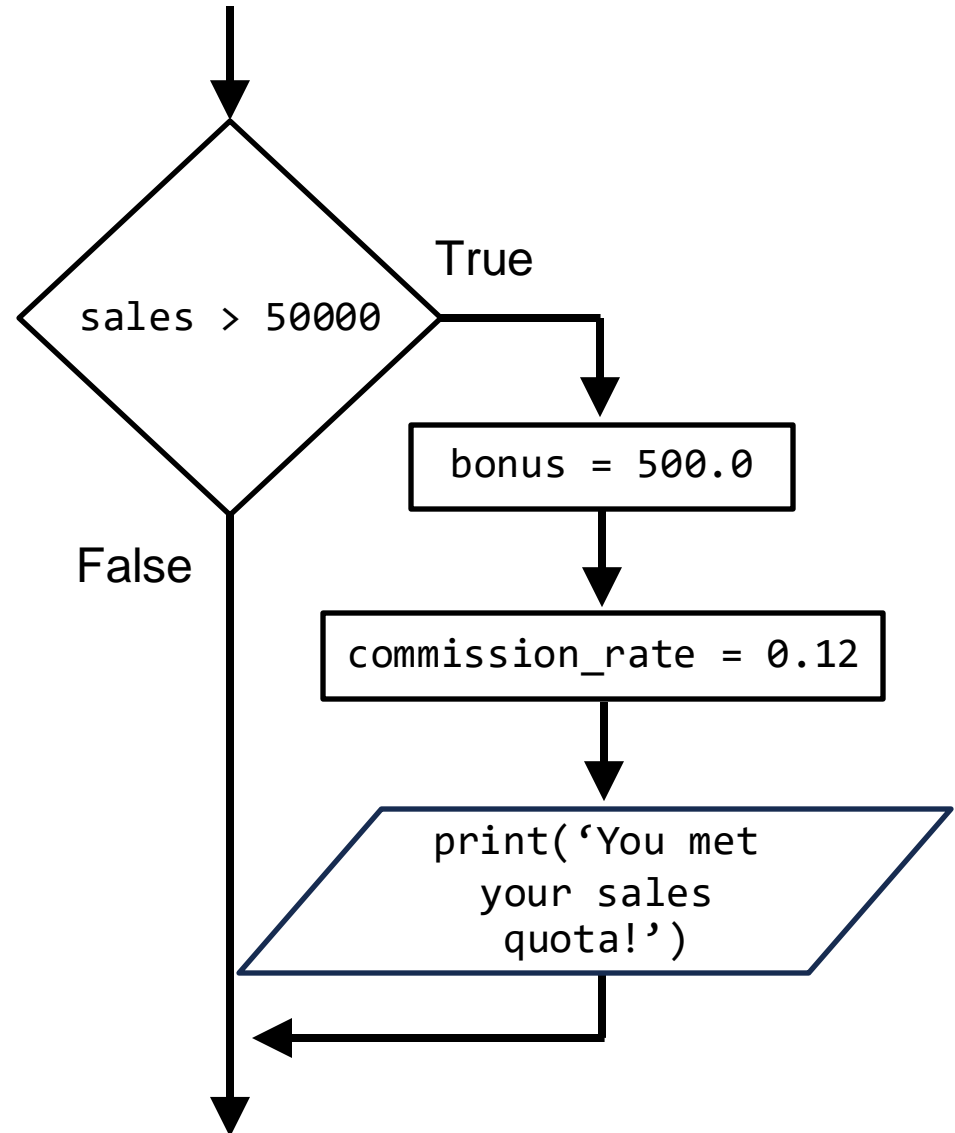 True
sales > 50000
bonus = 500.0
False
commission_rate = 0.12
print(‘You met
your sales
quota!’)